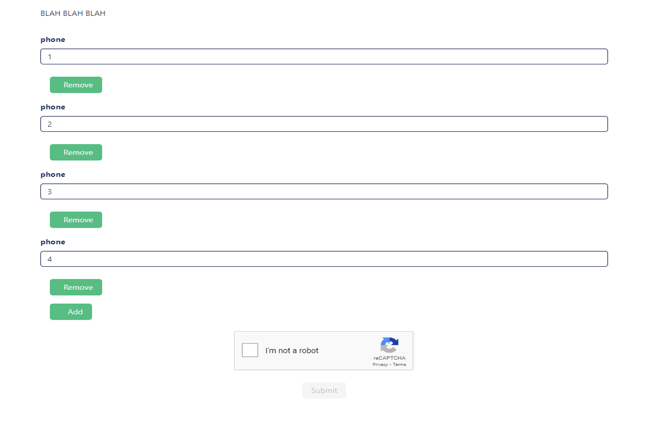 BLAH BLAH BLAH
phone
1
Remove
phone
2
Remove
phone
3
Remove
phone
4
Remove
Add
I'm not a robot
reCAPTCHA
Privacy - Terms
Submit